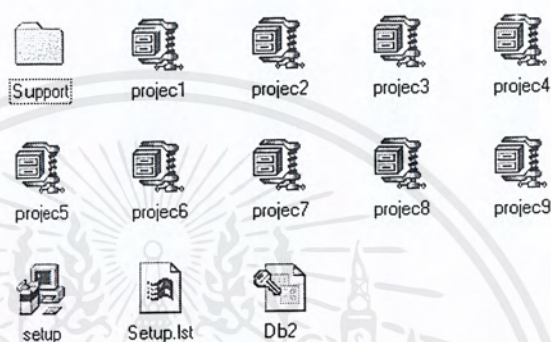 Support projec1 projec2 projec3 projec4
projec5 projec6 projec7 projec8 projec9
setup Setup.lst Db2